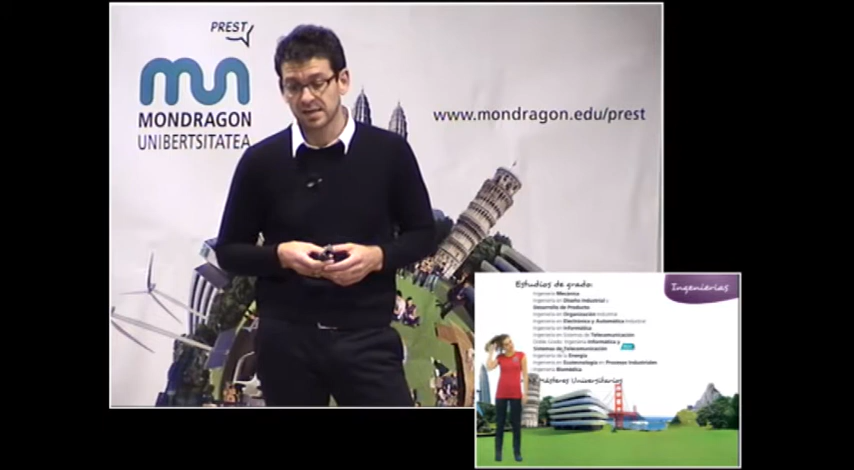 PREST
MONDRAGON
UNIBERTSITATEA
www.mondragon.edu/prest
Estudios de grado:
Ingenierías
Ingeniería Mecánica
Ingeniería en Diseño Industrial y
Desarrollo de Producto
Ingeniería en Organización Industrial
Ingeniería en Electrónica y Automática Industrial
Ingeniería en Informática
Ingeniería en Sistemas de Telecomunicación
Doble Grado: Ingeniería Informática y
Sistemas de Telecomunicación
Ingeniería de la Energía
Ingeniería en Ecotecnología en Procesos Industriales
Ingeniería Biomédica
Másteres Universitarios